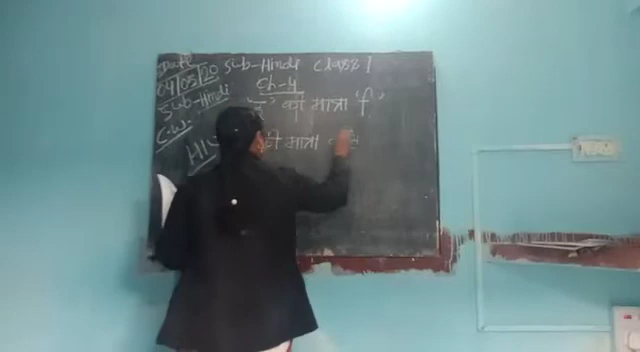 Date
04/05/20 Sub-Hindi Class 1
Ch-4
Sub-Hindi की मात्रा 'ि'
C.W.
मात्रा